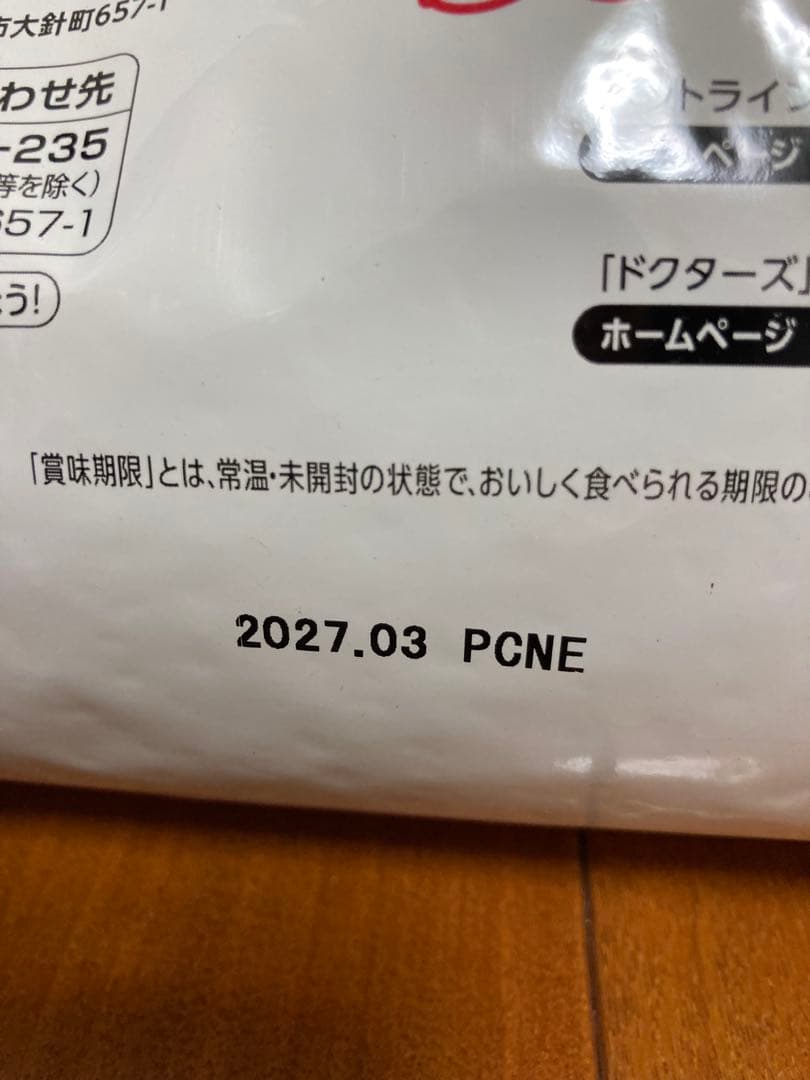 市大針町657-1
わせ先
-235
等を除く)
657-1
う!
トライン
ページ
「ドクターズ」
ホームページ
「賞味期限」とは、常温・未開封の状態で、おいしく食べられる期限の
2027.03 PCNE